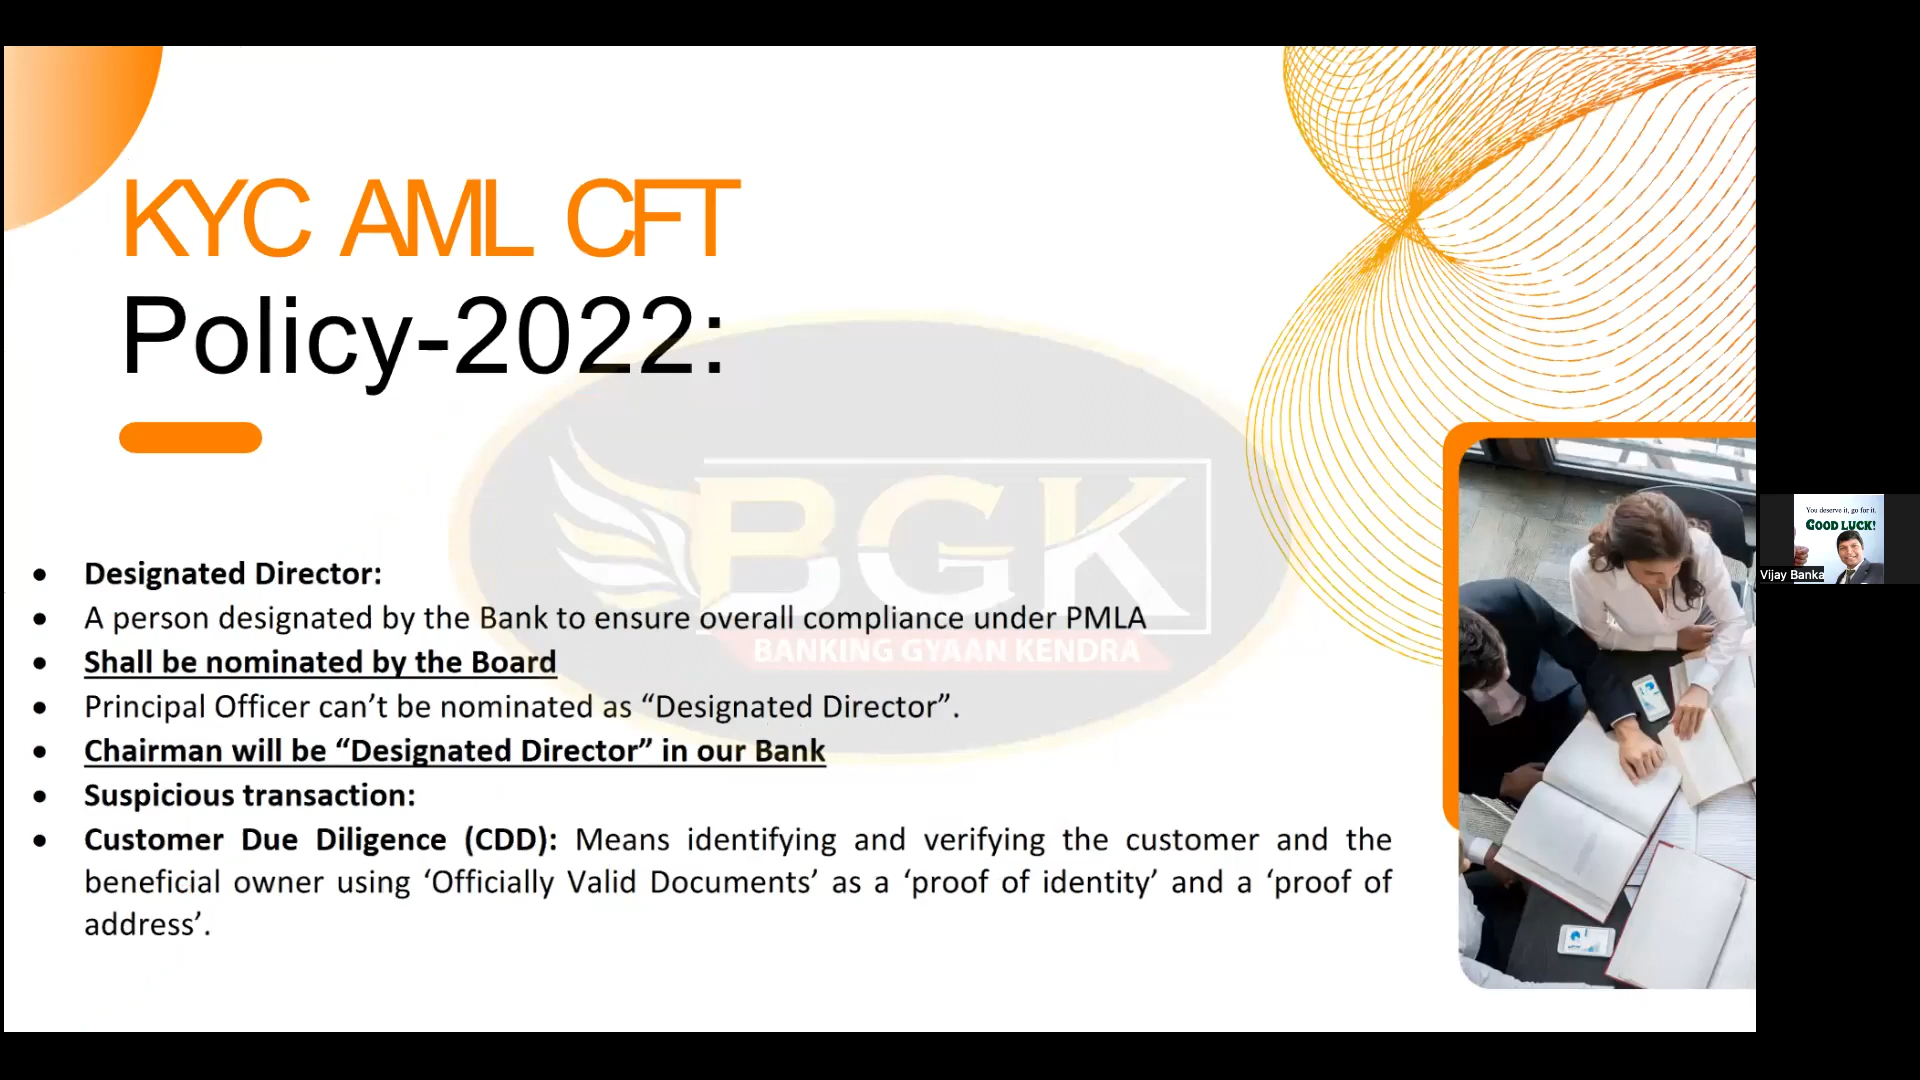 KYC AML CFT
Policy-2022:
BGK
BANKING GYAAN KENDRA
• Designated Director:
• A person designated by the Bank to ensure overall compliance under PMLA
• Shall be nominated by the Board
• Principal Officer can’t be nominated as “Designated Director”.
• Chairman will be “Designated Director” in our Bank
• Suspicious transaction:
• Customer Due Diligence (CDD): Means identifying and verifying the customer and the
beneficial owner using ‘Officially Valid Documents’ as a ‘proof of identity’ and a ‘proof of
address’.
You deserve it, go for it.
GOOD LUCK!
Vijay Banka